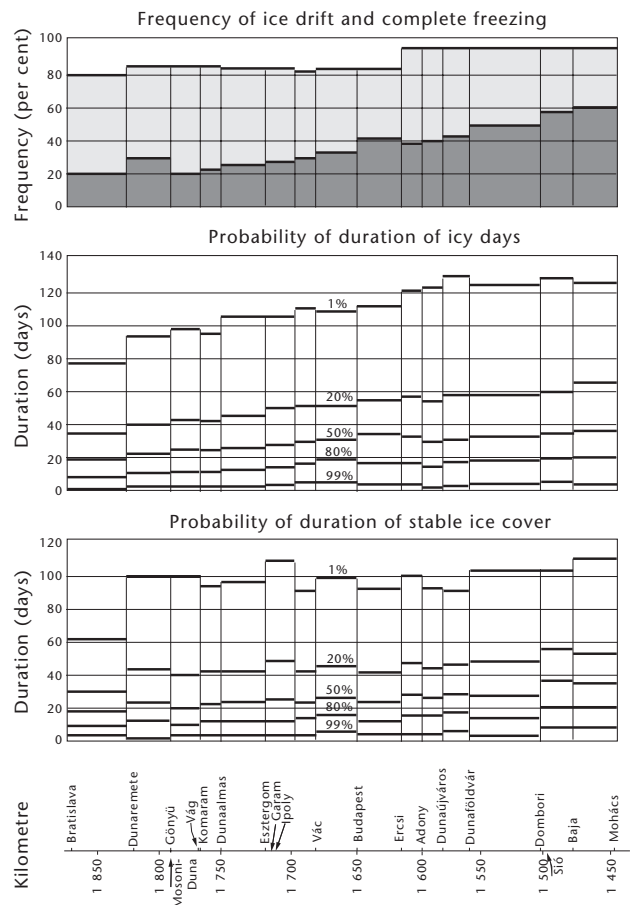 Frequency of ice drift and complete freezing
Frequency (per cent)
100
80
60
40
20
0
Probability of duration of icy days
Duration (days)
140
120
100
80
60
40
20
0
1%
20%
50%
80%
99%
Probability of duration of stable ice cover
Duration (days)
120
100
80
60
40
20
0
1%
20%
50%
80%
99%
Kilometre
Bratislava
Dunaremete
Gönyü
Vág
Komaram
Dunaalmas
Esztergom
Garam
Ipoly
Vác
Budapest
Ercsi
Adony
Dunaújváros
Dunaföldvár
Dombori
Baja
Mohács
1 850
1 800
Mosoni-
Duna
1 750
1 700
1 650
1 600
1 550
1 500
Sió
1 450